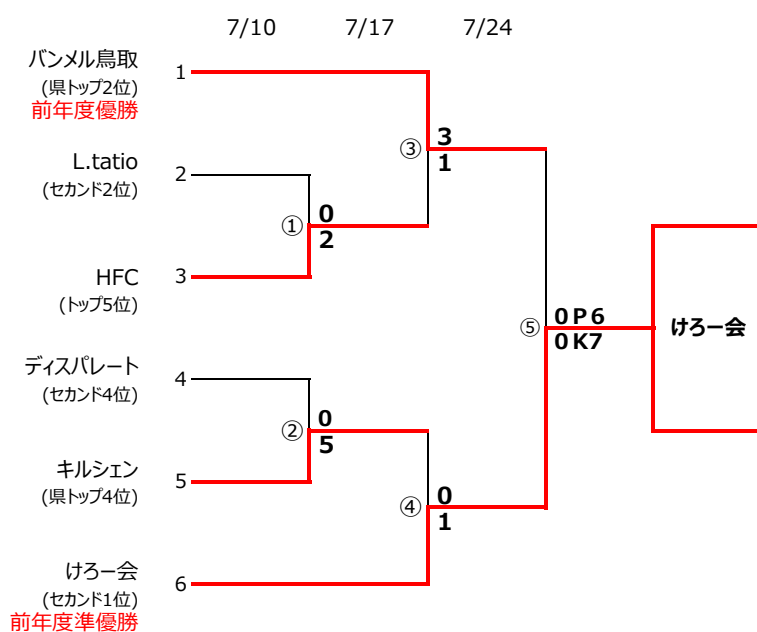 7/10 7/17 7/24
バンメル鳥取
(県トップ2位)
前年度優勝
1
③ 3
1
L.tatio
(セカンド2位)
2
① 0
2
HFC
(トップ5位)
3
⑤ 0 P 6
0 K7
けろー会
ディスパレート
(セカンド4位)
4
② 0
5
キルシェン
(県トップ4位)
5
④ 0
1
けろー会
(セカンド1位)
前年度準優勝
6